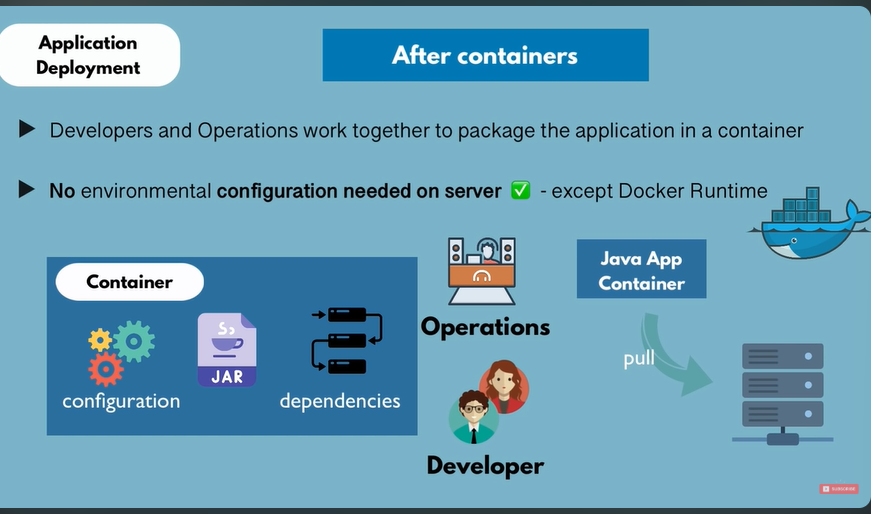 Application
Deployment
After containers
Developers and Operations work together to package the application in a container
No environmental configuration needed on server ✅ - except Docker Runtime
Container
JAR
configuration
dependencies
Operations
Developer
Java App
Container
pull
SUBSCRIBE